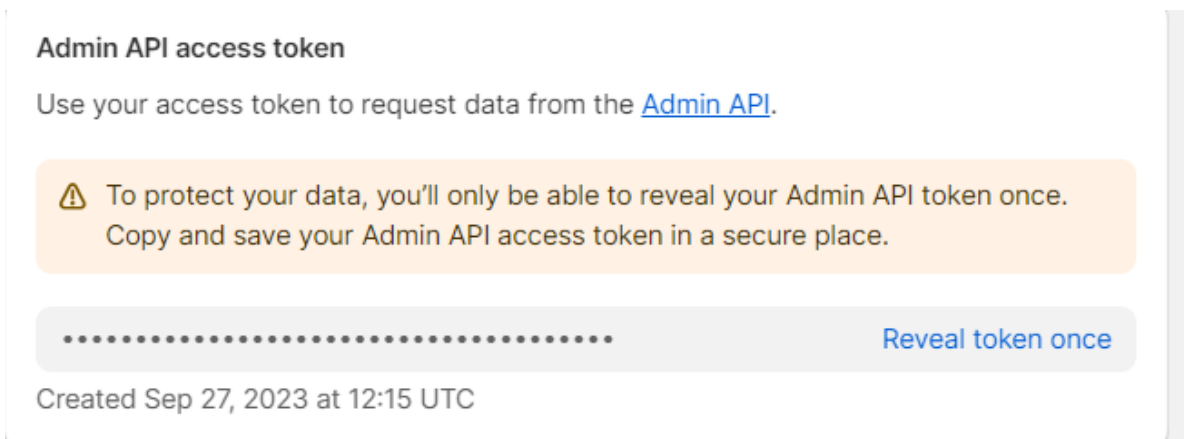 Admin API access token
Use your access token to request data from the Admin API.
To protect your data, you’ll only be able to reveal your Admin API token once.
Copy and save your Admin API access token in a secure place.
•••••••••••••••••••••••••••••••••••••• Reveal token once
Created Sep 27, 2023 at 12:15 UTC